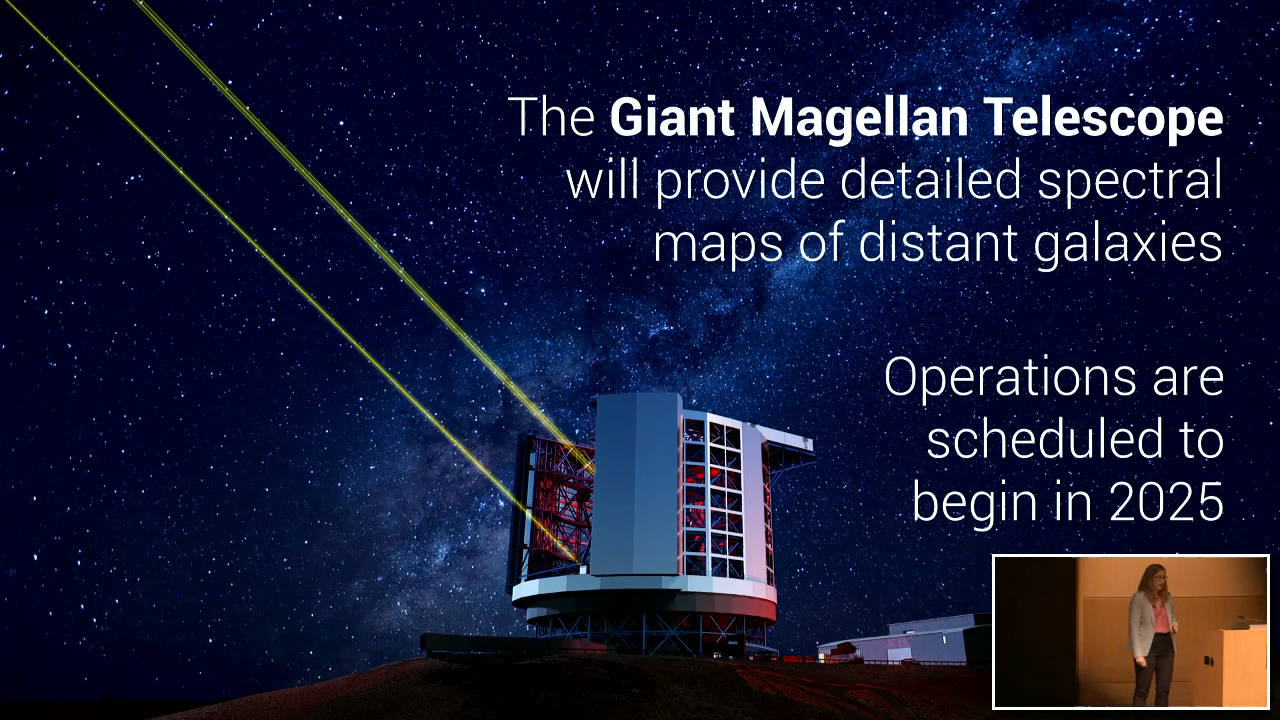 The Giant Magellan Telescope
will provide detailed spectral
maps of distant galaxies
Operations are
scheduled to
begin in 2025